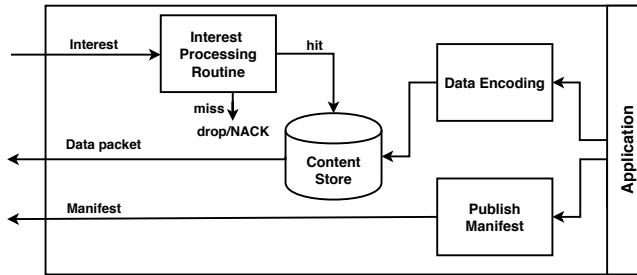 Interest
Interest
Processing
Routine
hit
miss
drop/NACK
Data Encoding
Data packet
Content
Store
Manifest
Publish
Manifest
Application